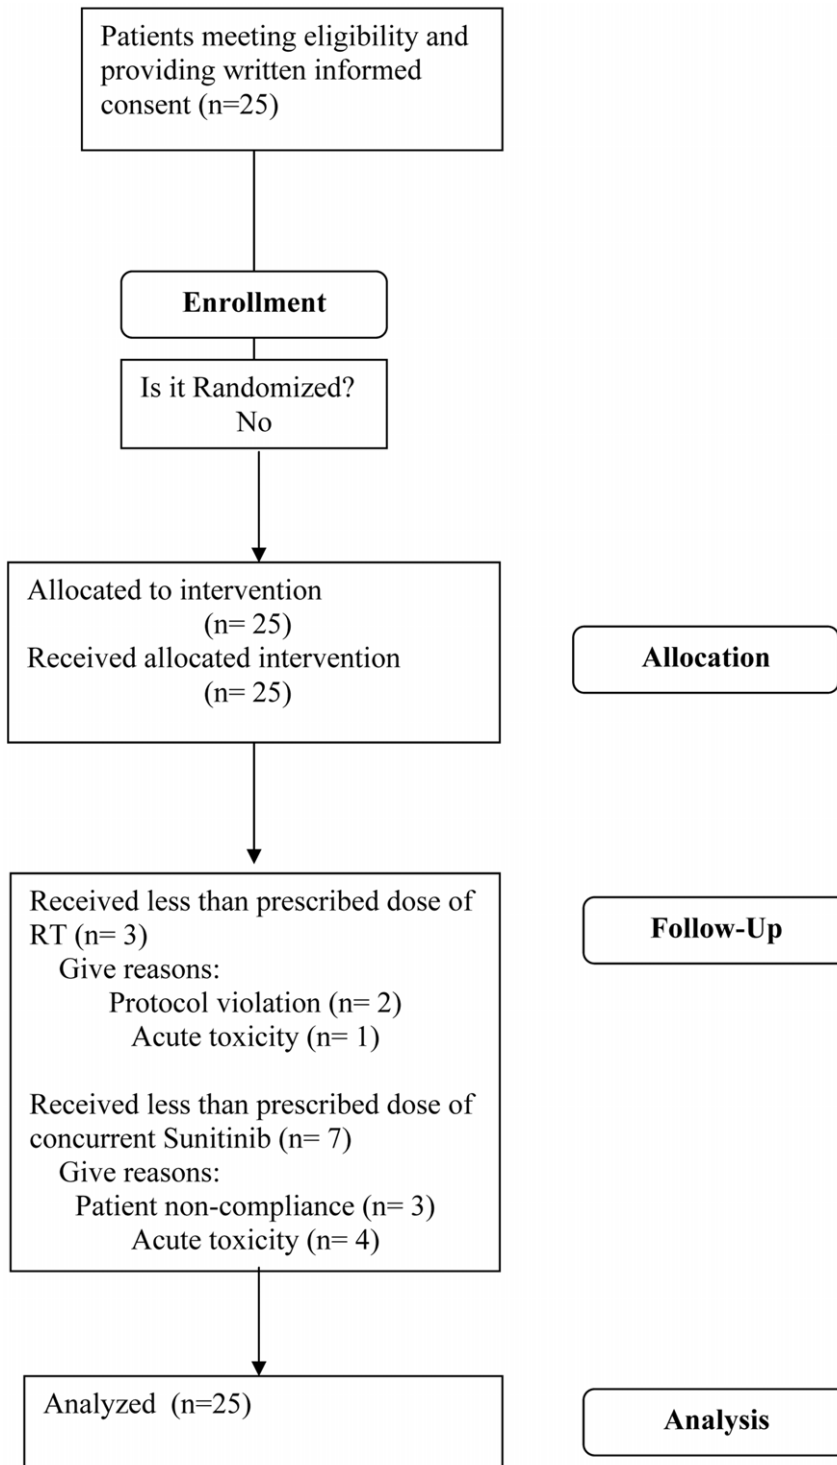 Patients meeting eligibility and
providing written informed
consent (n=25)
Enrollment
Is it Randomized?
No
Allocated to intervention
(n= 25)
Received allocated intervention
(n= 25)
Allocation
Received less than prescribed dose of
RT (n= 3)
Give reasons:
Protocol violation (n= 2)
Acute toxicity (n= 1)
Received less than prescribed dose of
concurrent Sunitinib (n= 7)
Give reasons:
Patient non-compliance (n= 3)
Acute toxicity (n= 4)
Follow-Up
Analyzed  (n=25)
Analysis